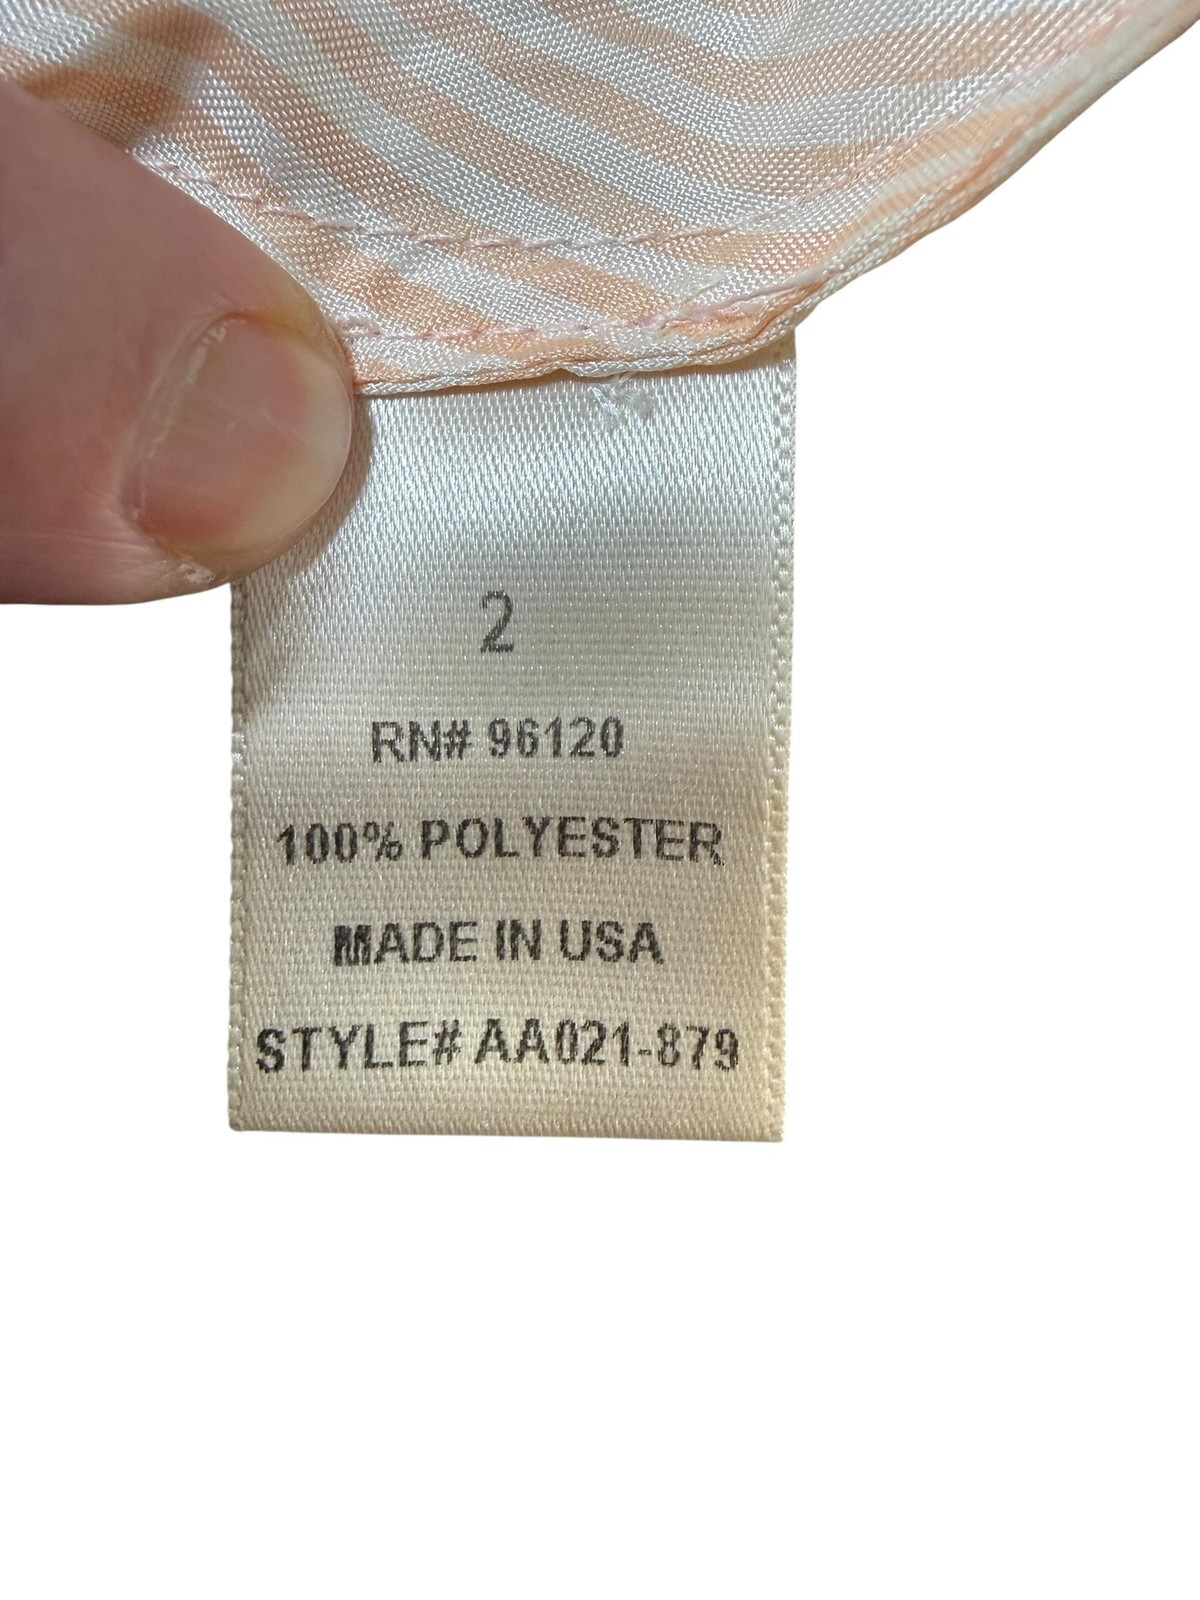 2
RN# 96120
100% POLYESTER
MADE IN USA
STYLE# AA021-879